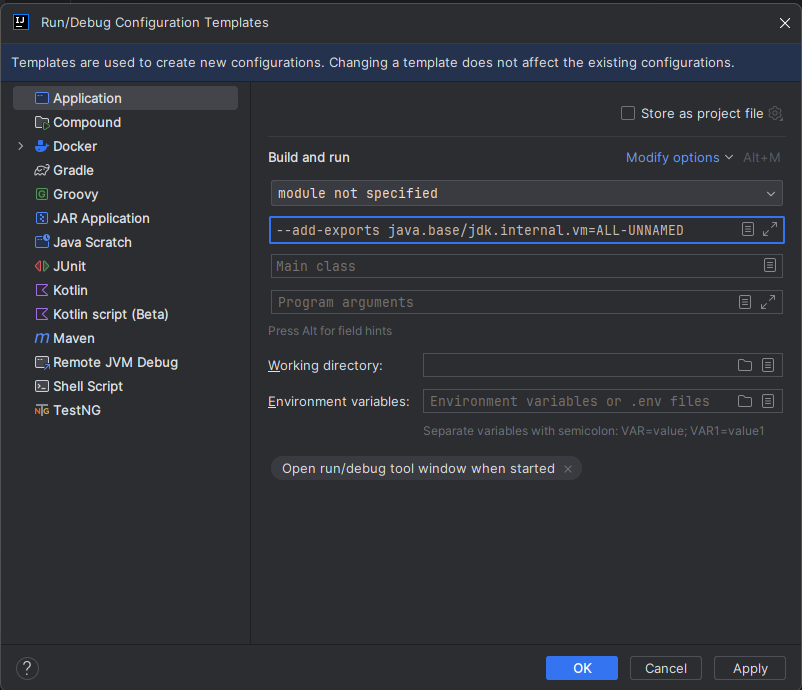 Run/Debug Configuration Templates
Templates are used to create new configurations. Changing a template does not affect the existing configurations.
Application
Compound
Docker
Gradle
Groovy
JAR Application
Java Scratch
JUnit
Kotlin
Kotlin script (Beta)
Maven
Remote JVM Debug
Shell Script
TestNG
Store as project file
Build and run
Modify options Alt+M
module not specified
--add-exports java.base/jdk.internal.vm=ALL-UNNAMED
Main class
Program arguments
Press Alt for field hints
Working directory:
Environment variables: Environment variables or .env files
Separate variables with semicolon: VAR=value; VAR1=value1
Open run/debug tool window when started
? OK Cancel Apply